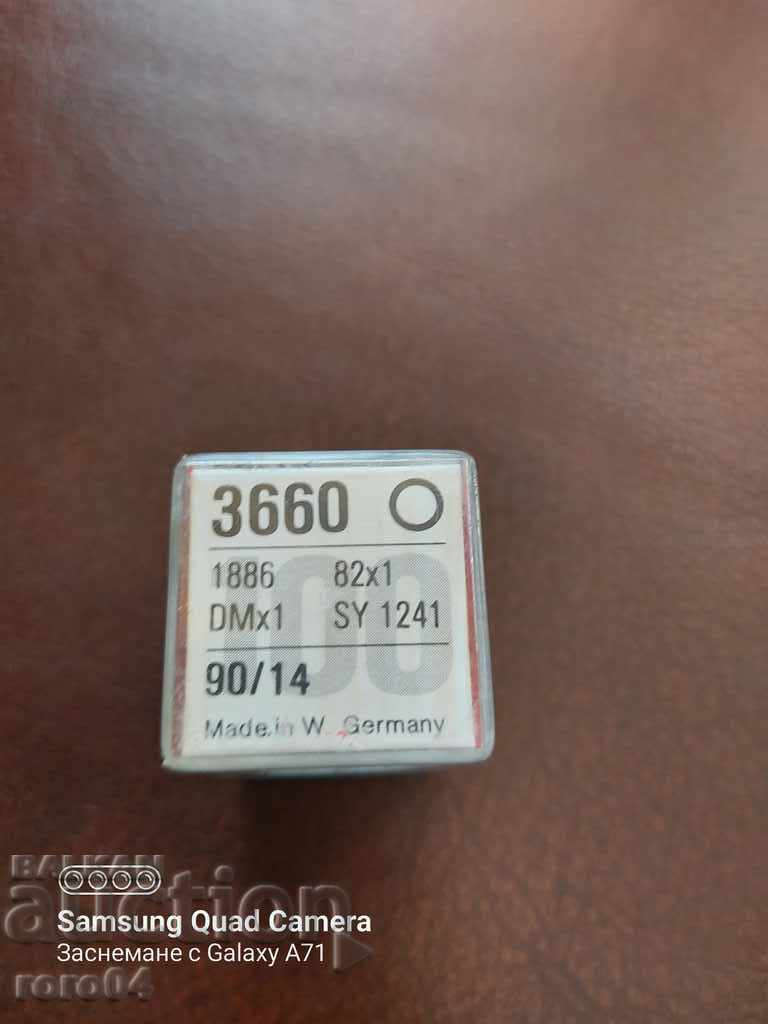 3660
100
1886 82x1
DMx1 SY 1241
90/14
Made in W. Germany
BALKAN
auction
Samsung Quad Camera
Заснемане с Galaxy A71
roro04